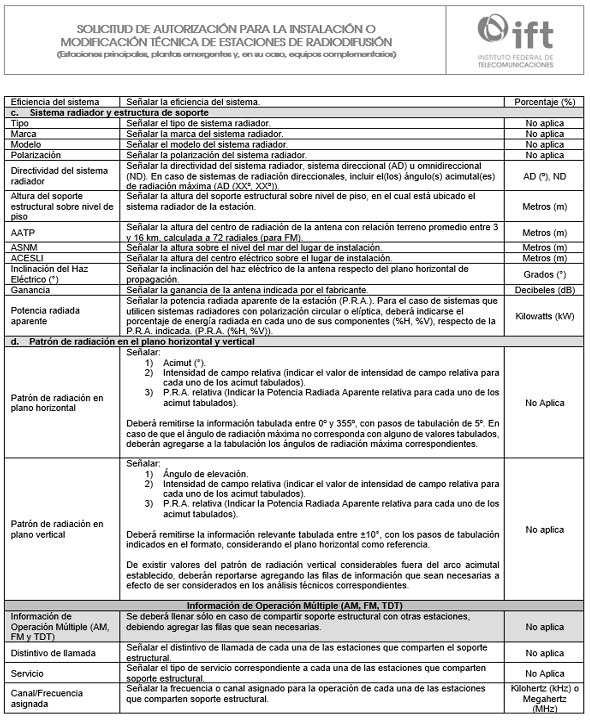 SOLICITUD DE AUTORIZACIÓN PARA LA INSTALACIÓN O
MODIFICACIÓN TÉCNICA DE ESTACIONES DE RADIODIFUSIÓN
(Estaciones principales, plantas emergentes y, en su caso, equipos complementarios)
ift
INSTITUTO FEDERAL DE
TELECOMUNICACIONES
Eficiencia del sistema Señalar la eficiencia del sistema. Porcentaje (%)
c. Sistema radiador y estructura de soporte
Tipo Señalar el tipo de sistema radiador. No aplica
Marca Señalar la marca del sistema radiador. No aplica
Modelo Señalar el modelo del sistema radiador. No aplica
Polarización Señalar la polarización del sistema radiador. No aplica
Directividad del sistema
radiador
Señalar la directividad del sistema radiador, sistema direccional (AD) u omnidireccional
(ND). En caso de sistemas de radiación direccionales, incluir el(los) ángulo(s) acimutal(es)
de radiación máxima (AD (XXº, XXº)).
AD (º), ND
Altura del soporte
estructural sobre nivel de
piso
Señalar la altura del soporte estructural sobre nivel de piso, en el cual está ubicado el
sistema radiador de la estación.
Metros (m)
AATP
Señalar la altura del centro de radiación de la antena con relación terreno promedio entre 3
y 16 km, calculada a 72 radiales (para FM).
Metros (m)
ASNM Señalar la altura sobre el nivel del mar del lugar de instalación. Metros (m)
ACESLI Señalar la altura del centro eléctrico sobre el lugar de instalación. Metros (m)
Inclinación del Haz
Eléctrico (°)
Señalar la inclinación del haz eléctrico de la antena respecto del plano horizontal de
propagación.
Grados (°)
Ganancia Señalar la ganancia de la antena indicada por el fabricante. Decibeles (dB)
Potencia radiada
aparente
Señalar la potencia radiada aparente de la estación (P.R.A.). Para el caso de sistemas que
utilicen sistemas radiadores con polarización circular o elíptica, deberá indicarse el
porcentaje de energía radiada en cada uno de sus componentes (%H, %V), respecto de la
P.R.A. indicada. (P.R.A. (%H, %V)).
Kilowatts (kW)
d. Patrón de radiación en el plano horizontal y vertical
Patrón de radiación en
plano horizontal
Señalar:
1) Acimut (°).
2) Intensidad de campo relativa (indicar el valor de intensidad de campo relativa para
cada uno de los acimut tabulados).
3) P.R.A. relativa (Indicar la Potencia Radiada Aparente relativa para cada uno de los
acimut tabulados).
Deberá remitirse la información tabulada entre 0º y 355º, con pasos de tabulación de 5º. En
caso de que el ángulo de radiación máxima no corresponda con alguno de valores tabulados,
deberán agregarse a la tabulación los ángulos de radiación máxima correspondientes.
No Aplica
Patrón de radiación en
plano vertical
Señalar:
1) Ángulo de elevación.
2) Intensidad de campo relativa (indicar el valor de intensidad de campo relativa para
cada uno de los acimut tabulados).
3) P.R.A. relativa (Indicar la Potencia Radiada Aparente relativa para cada uno de los
acimut tabulados).
Deberá remitirse la información relevante tabulada entre ±10°, con los pasos de tabulación
indicados en el formato, considerando el plano horizontal como referencia.
De existir valores del patrón de radiación considerables fuera del arco acimutal
establecido, deberán reportarse agregando las filas de información que sean necesarias a
efecto de ser considerados en los análisis técnicos correspondientes.
No aplica
Información de Operación Múltiple (AM, FM, TDT)
Información de
Operación Múltiple (AM,
FM y TDT)
Se deberá llenar sólo en caso de compartir soporte estructural con otras estaciones,
debiendo agregar las filas que sean necesarias.
No aplica
Distintivo de llamada
Señalar el distintivo de llamada de cada una de las estaciones que comparten el soporte
estructural.
No aplica
Servicio
Señalar el tipo de servicio correspondiente a cada una de las estaciones que comparten
soporte estructural.
No Aplica
Canal/Frecuencia
asignada
Señalar la frecuencia o canal asignado para la operación de cada una de las estaciones
que comparten soporte estructural.
Kilohertz (kHz) o
Megahertz
(MHz)